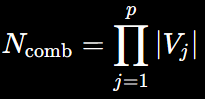 N_comb = ∏_{j=1}^{p} |V_j|